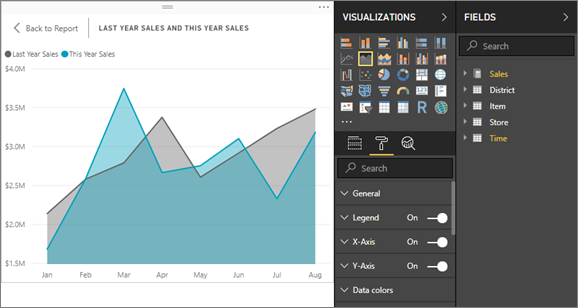 Back to Report
LAST YEAR SALES AND THIS YEAR SALES
Last Year Sales This Year Sales
$4.0M
$3.5M
$3.0M
$2.5M
$2.0M
$1.5M
Jan Feb Mar Apr May Jun Jul Aug
VISUALIZATIONS
R
Search
General
Legend On
X-Axis On
Y-Axis On
Data colors
FIELDS
Search
Sales
District
Item
Store
Time